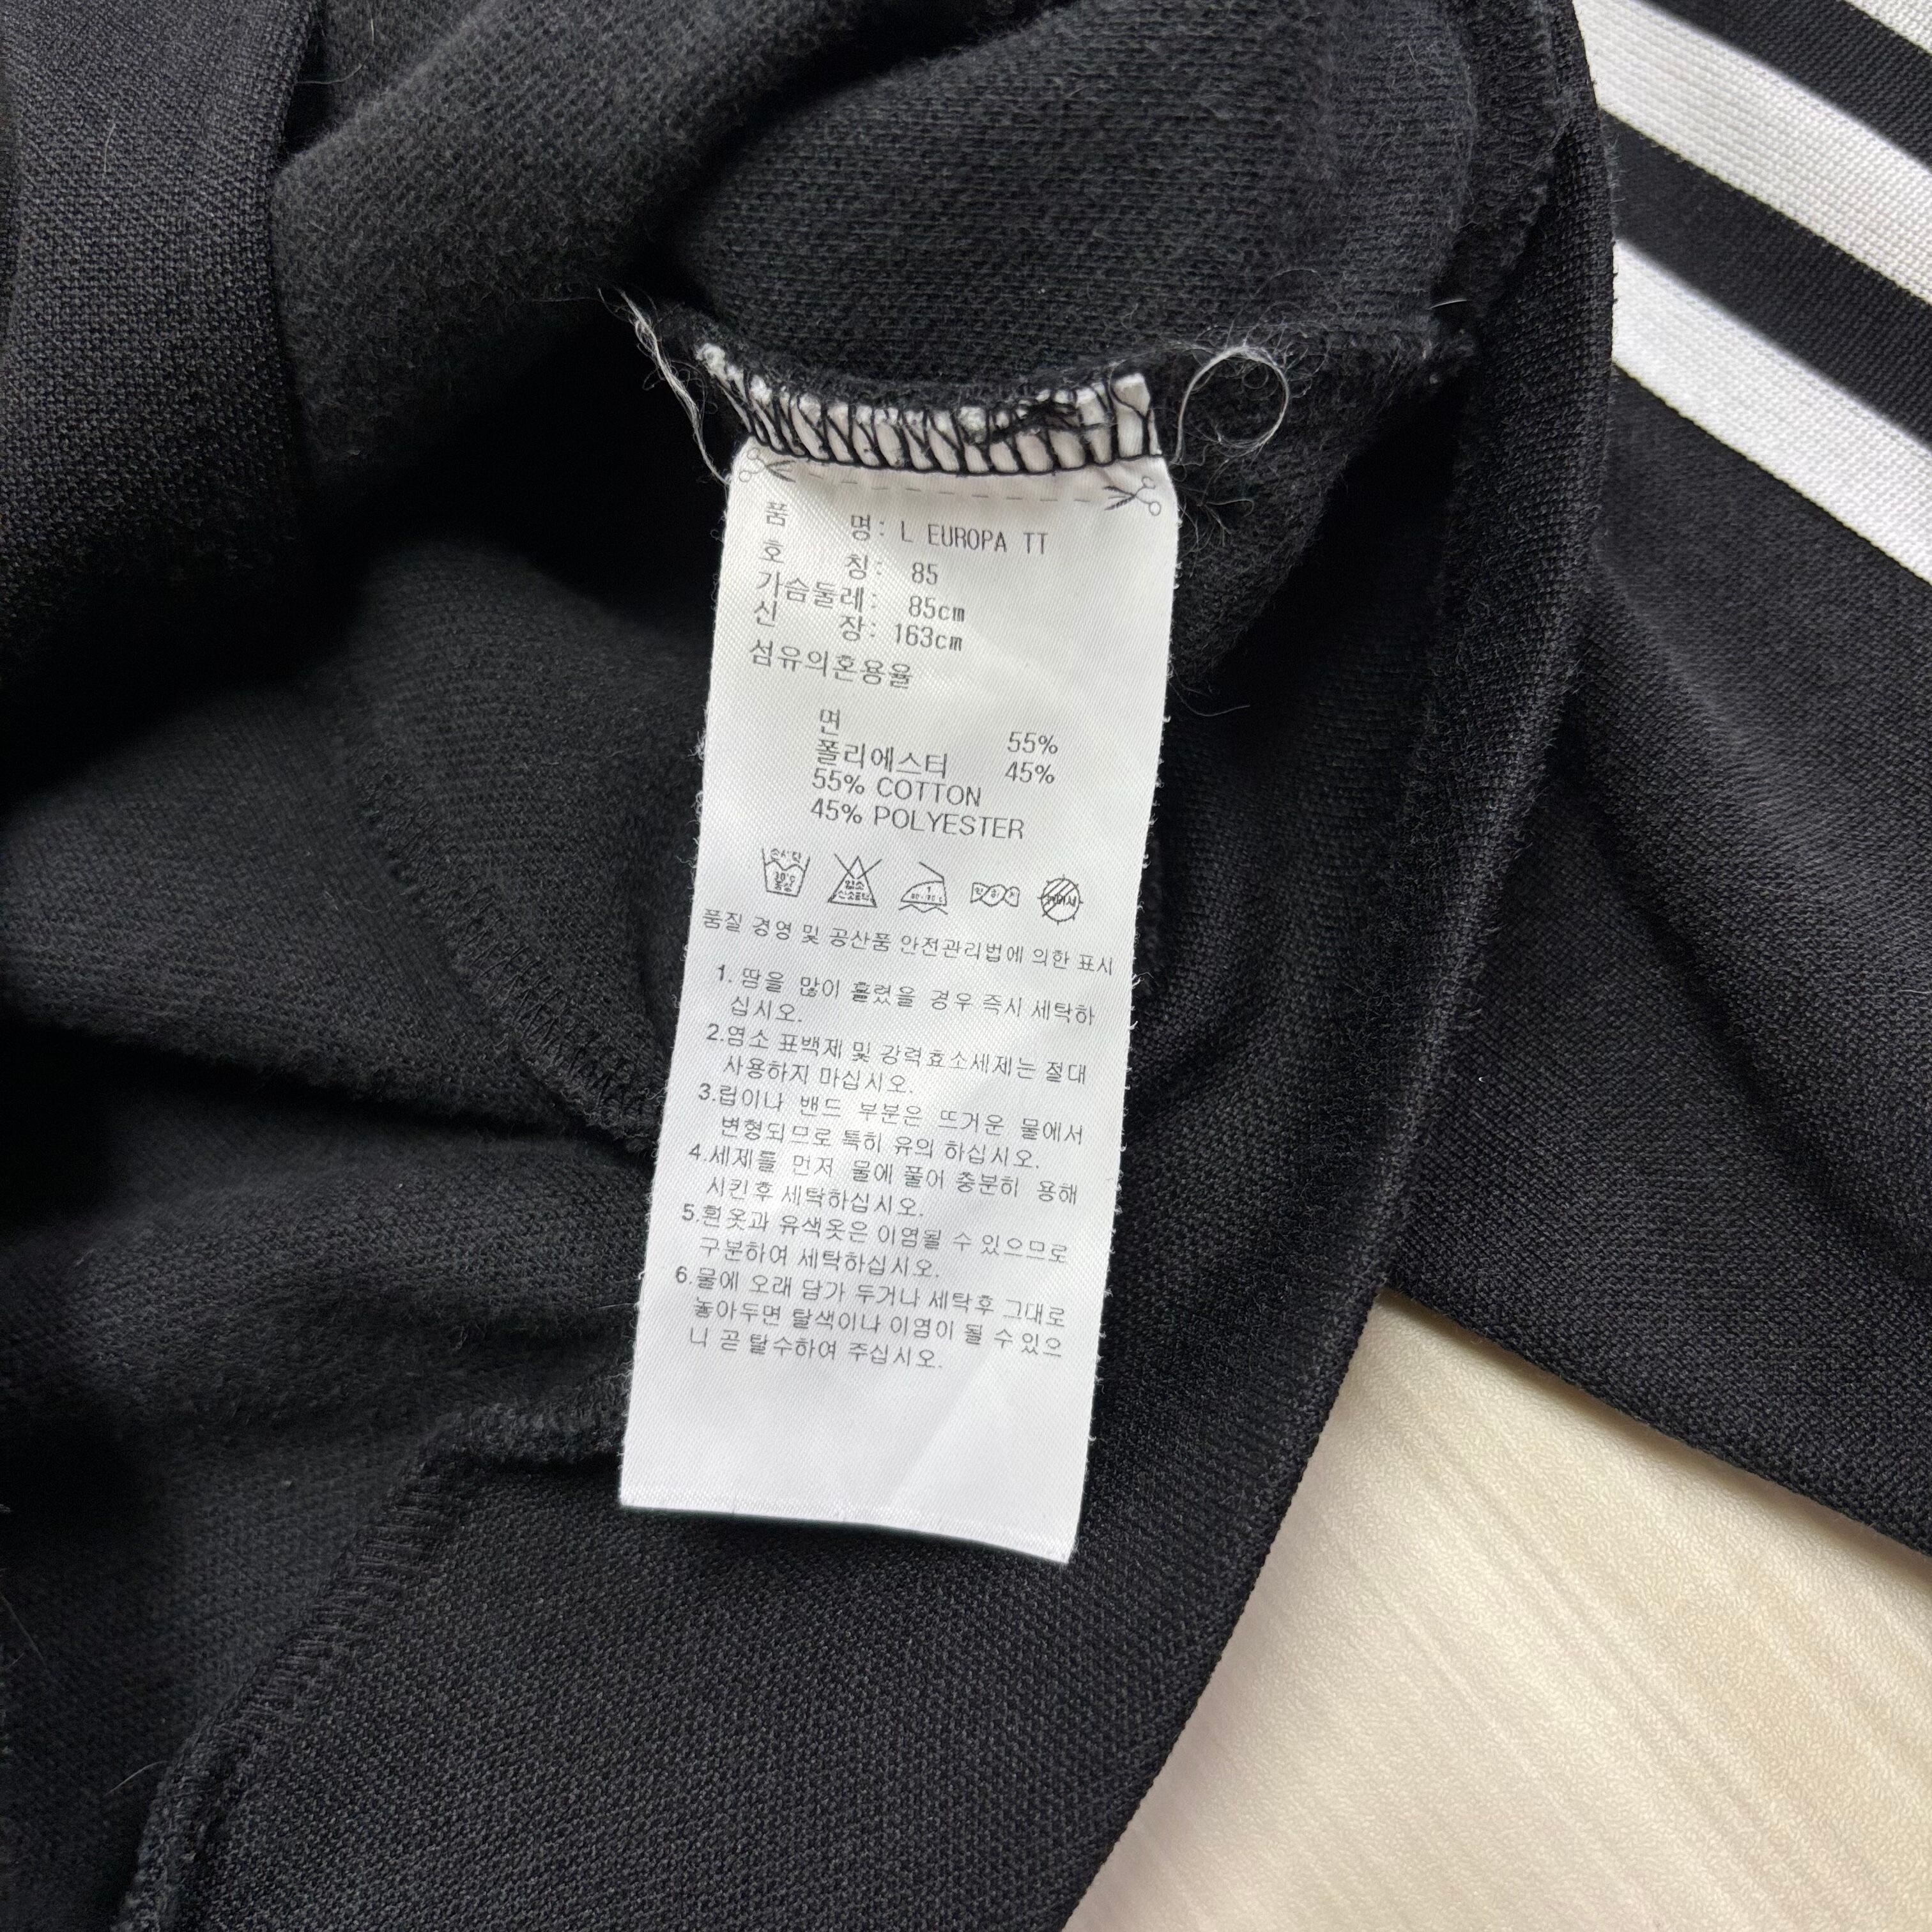 품 명: L EUROPA TT
호 칭: 85
가슴둘레: 85cm
신 장: 163cm
섬유의혼용율
면 55%
폴리에스터 45%
55% COTTON
45% POLYESTER
품질 경영 및 공산품 안전관리법에 의한 표시
1. 땀을 많이 흘렸을 경우 즉시 세탁하
십시오.
2.염소 표백제 및 강력효소세제는 절대
사용하지 마십시오.
3.립이나 밴드 부분은 뜨거운 물에서
변형되므로 특히 유의 하십시오.
4.세제를 먼저 물에 풀어 충분히 용해
시킨후 세탁하십시오.
5.흰옷과 유색옷은 이염될 수 있으므로
구분하여 세탁하십시오.
6.물에 오래 담가 두거나 세탁후 그대로
놓아두면 탈색이나 이염이 될 수 있으
니 곧 탈수하여 주십시오.